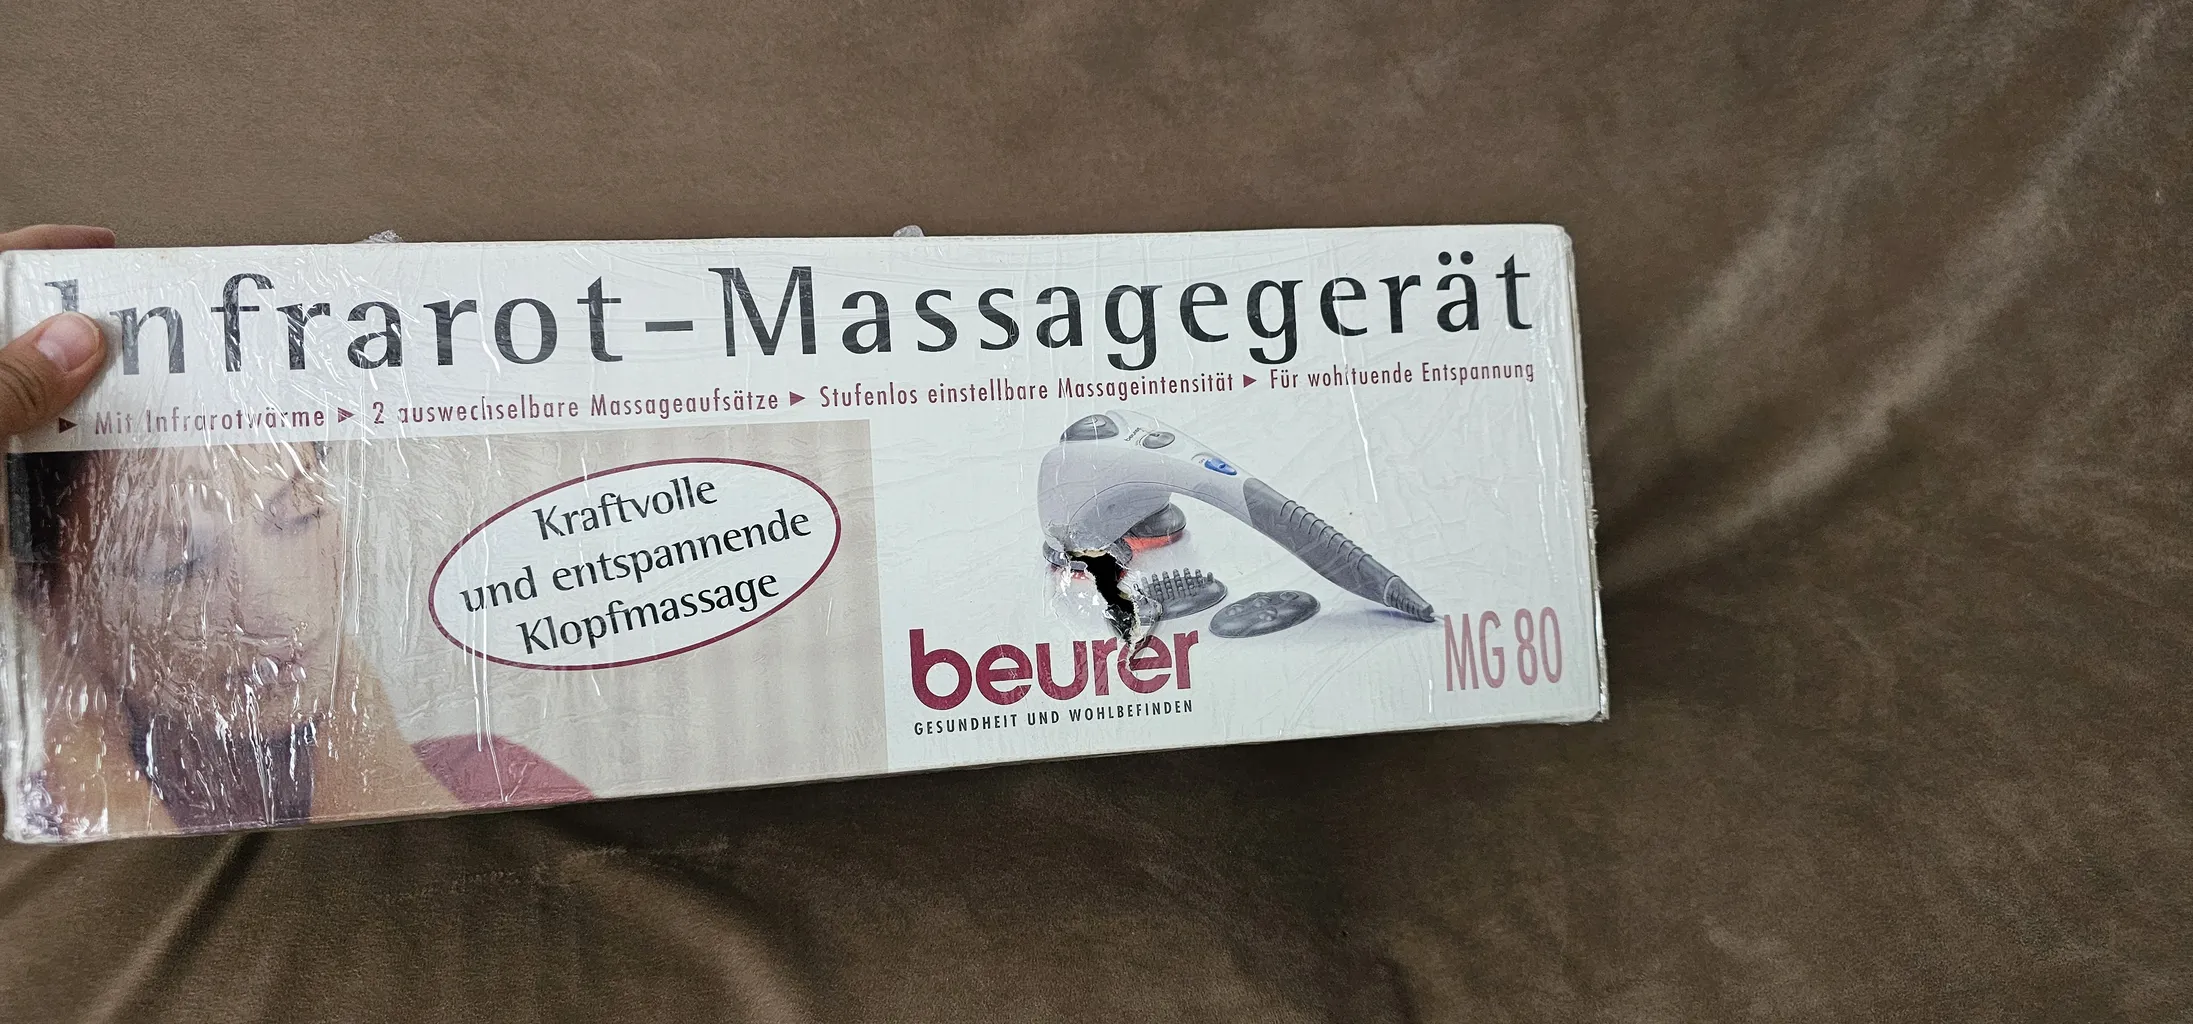 Infrarot-Massagegerät
▶ Mit Infrarotwärme ▶ 2 auswechselbare Massageaufsätze ▶ Stufenlos einstellbare Massageintensität ▶ Für wohltuende Entspannung
Kraftvolle
und entspannende
Klopfmassage
beurer
beurer
GESUNDHEIT UND WOHLBEFINDEN
MG 80